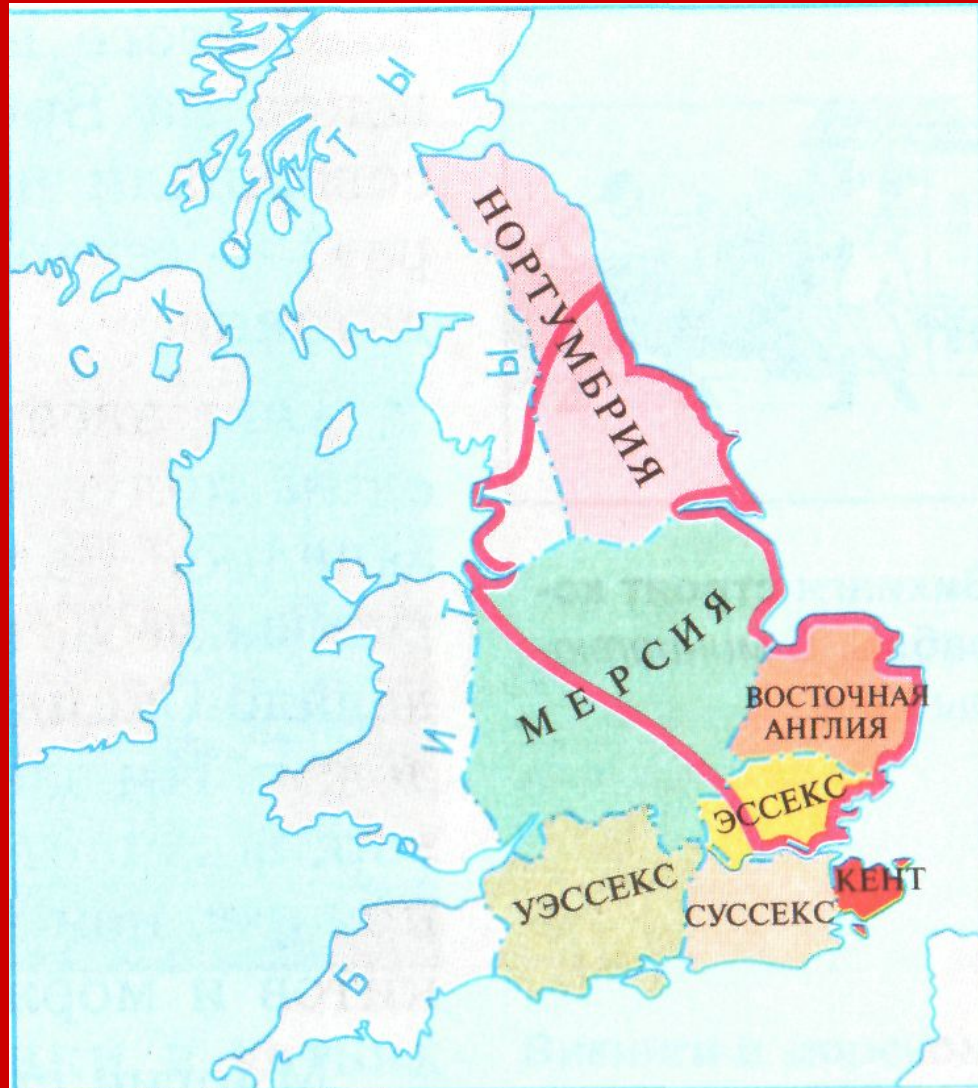 С К Т Т Ы
НОРТУМБРИЯ
Б И Т Ы
МЕРСИЯ
ВОСТОЧНАЯ
АНГЛИЯ
ЭССЕКС
КЕНТ
УЭССЕКС
СУССЕКС